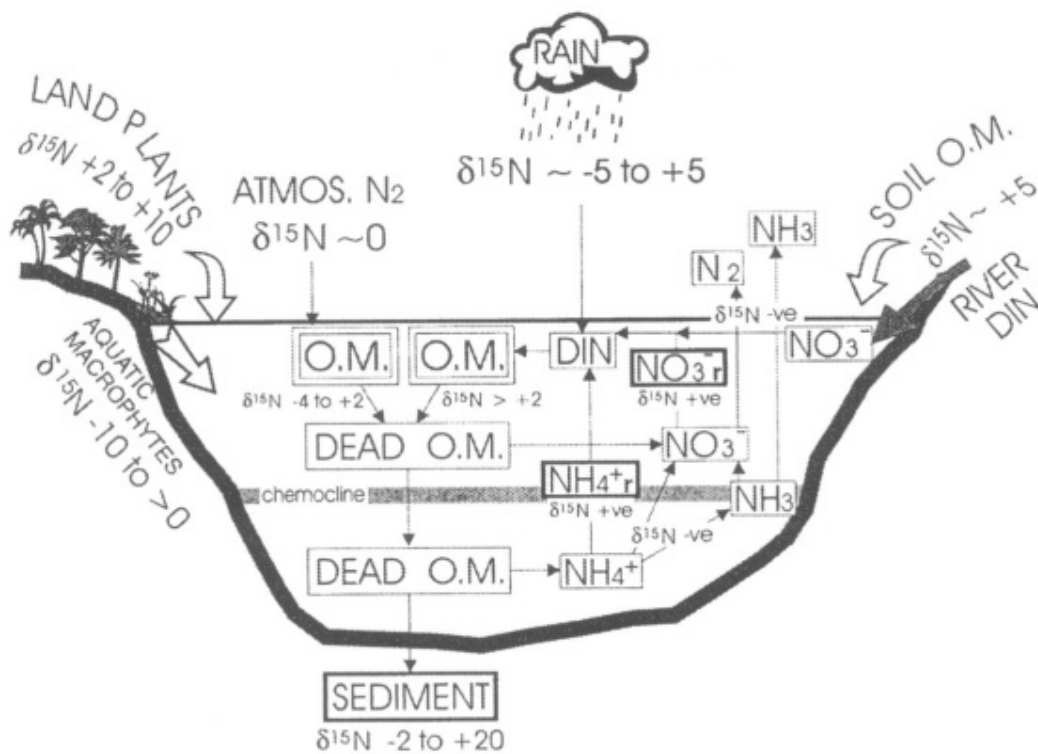 RAIN
LAND PLANTS
δ¹⁵N +2 to +10
ATMOS. N₂
δ¹⁵N ~0
δ¹⁵N ~ -5 to +5
SOIL O.M.
δ¹⁵N ~ +5
RIVER
DIN
NH₃
N₂
δ¹⁵N -ve
AQUATIC
MACROPHYTES
δ¹⁵N -10 to >0
O.M.
O.M.
DIN
NO₃⁻r
δ¹⁵N +ve
NO₃⁻
δ¹⁵N -4 to +2
δ¹⁵N > +2
DEAD O.M.
NO₃⁻
chemocline
NH₄⁺r
δ¹⁵N +ve
NH₃
δ¹⁵N -ve
DEAD O.M.
NH₄⁺
SEDIMENT
δ¹⁵N -2 to +20